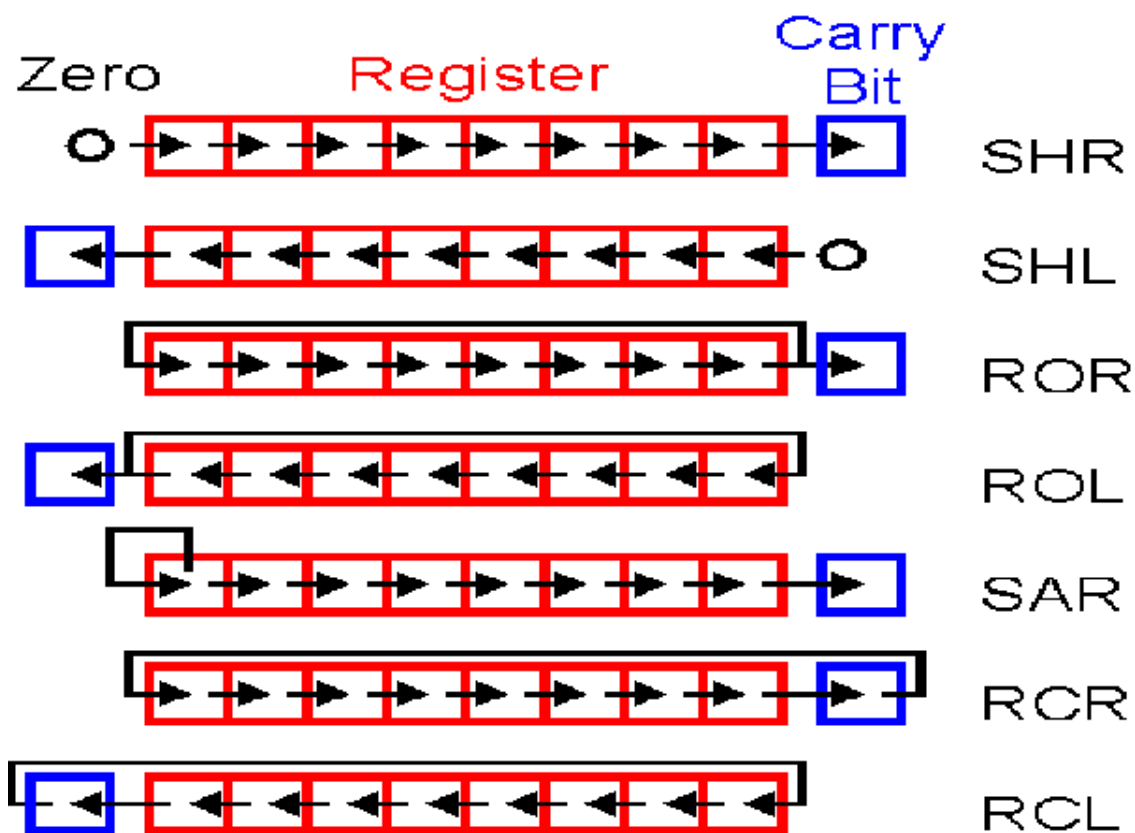 Carry
Zero Register Bit
SHR
SHL
ROR
ROL
SAR
RCR
RCL